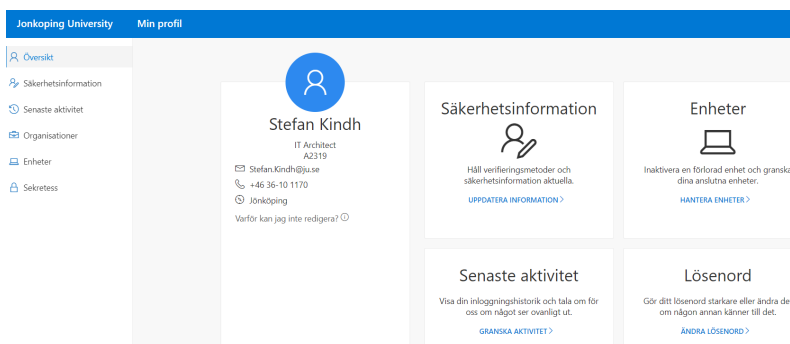 Jonkoping University Min profil
Översikt
Säkerhetsinformation
Senaste aktivitet
Organisationer
Enheter
Sekretess
Stefan Kindh
IT Architect
A2319
Stefan.Kindh@ju.se
+46 36-10 1170
Jönköping
Varför kan jag inte redigera?
Säkerhetsinformation
Håll verifieringsmetoder och
säkerhetsinformation aktuella.
UPPDATERA INFORMATION
Enheter
Inaktivera en förlorad enhet och granska
dina anslutna enheter.
HANTERA ENHETER
Senaste aktivitet
Visa din inloggningshistorik och tala om för
oss om något ser ovanligt ut.
GRANSKA AKTIVITET
Lösenord
Gör ditt lösenord starkare eller ändra de
om någon annan känner till det.
ÄNDRA LÖSENORD